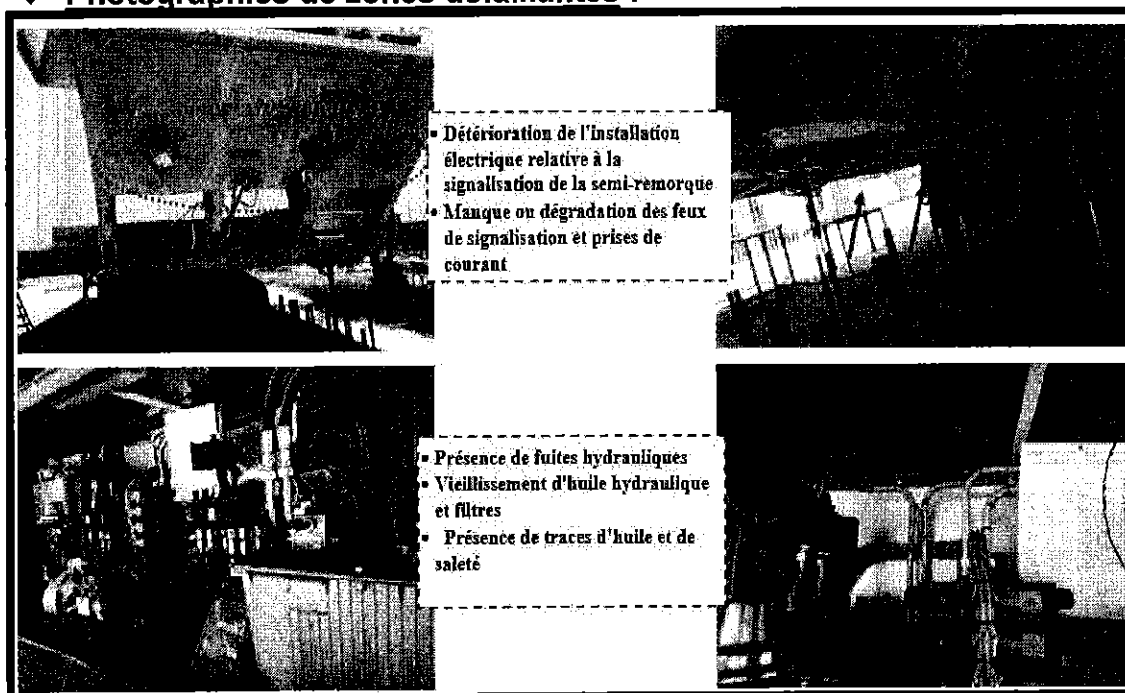 Photographies de zones défaillantes :
▪ Détérioration de l'installation
électrique relative à la
signalisation de la semi-remorque
▪ Manque ou dégradation des feux
de signalisation et prises de
courant
▪ Présence de fuites hydrauliques
▪ Vieillissement d'huile hydraulique
et filtres
▪ Présence de traces d'huile et de
saleté